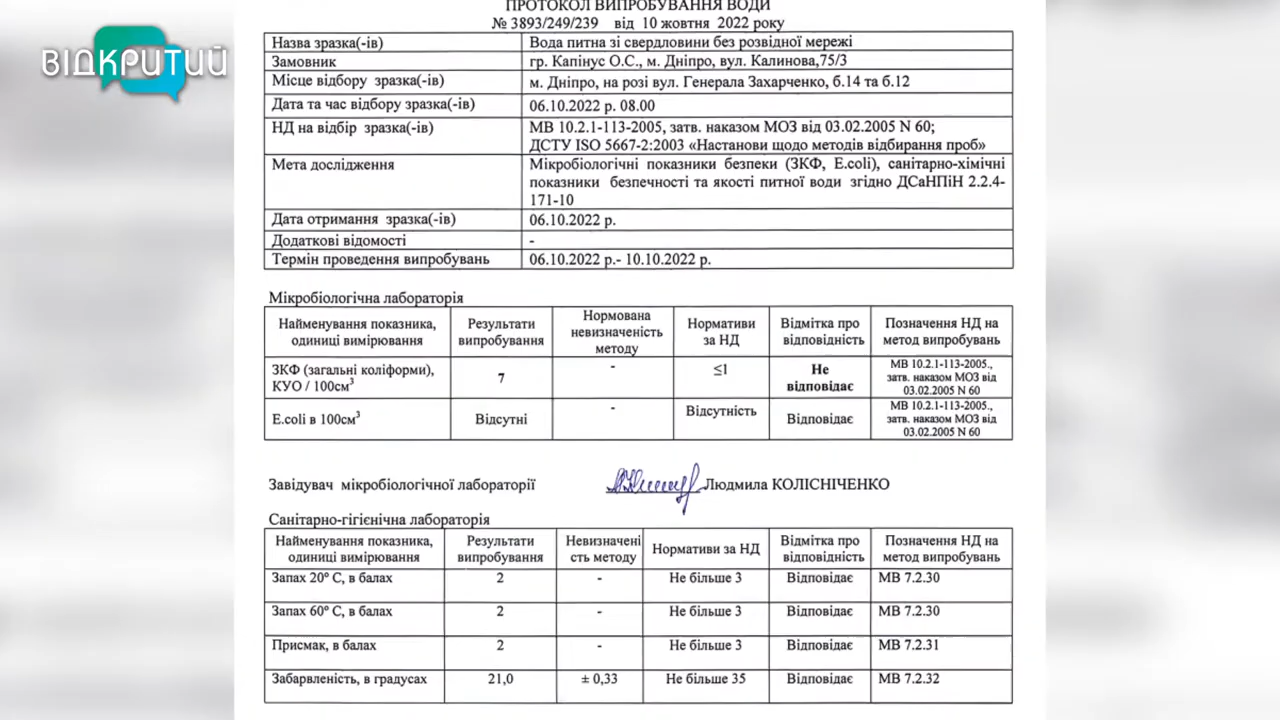 ВІДКРИТИЙ
ПРОТОКОЛ ВИПРОБУВАННЯ ВОДИ
№ 3893/249/239 від 10 жовтня 2022 року
Назва зразка(-ів) Вода питна зі свердловини без розвідної мережі
Замовник гр. Капінус О.С., м. Дніпро, вул. Калинова,75/3
Місце відбору зразка(-ів) м. Дніпро, на розі вул. Генерала Захарченко, б.14 та б.12
Дата та час відбору зразка(-ів) 06.10.2022 р. 08.00
НД на відбір зразка(-ів) МВ 10.2.1-113-2005, затв. наказом МОЗ від 03.02.2005 N 60;
ДСТУ ISO 5667-2:2003 «Настанови щодо методів відбирання проб»
Мета дослідження Мікробіологічні показники безпеки (ЗКФ, E.coli), санітарно-хімічні
показники безпечності та якості питної води згідно ДСаНПіН 2.2.4-
171-10
Дата отримання зразка(-ів) 06.10.2022 р.
Додаткові відомості -
Термін проведення випробувань 06.10.2022 р.- 10.10.2022 р.
Мікробіологічна лабораторія
Найменування показника,
одиниці вимірювання
Результати
випробування
Нормована
невизначеність
методу
Нормативи
за НД
Відмітка про
відповідність
Позначення НД на
метод випробувань
ЗКФ (загальні коліформи),
КУО / 100см³
7
-
≤1
Не
відповідає
МВ 10.2.1-113-2005.,
затв. наказом МОЗ від
03.02.2005 N 60
E.coli в 100см³
Відсутні
-
Відсутність
Відповідає
МВ 10.2.1-113-2005.,
затв. наказом МОЗ від
03.02.2005 N 60
Завідувач мікробіологічної лабораторії Людмила КОЛІСНІЧЕНКО
Санітарно-гігієнічна лабораторія
Найменування показника,
одиниці вимірювання
Результати
випробування
Невизначені
сть методу
Нормативи за НД
Відмітка про
відповідність
Позначення НД на
метод випробувань
Запах 20º С, в балах 2 - Не більше 3 Відповідає МВ 7.2.30
Запах 60º С, в балах 2 - Не більше 3 Відповідає МВ 7.2.30
Присмак, в балах 2 - Не більше 3 Відповідає МВ 7.2.31
Забарвленість, в градусах 21,0 ± 0,33 Не більше 35 Відповідає МВ 7.2.32